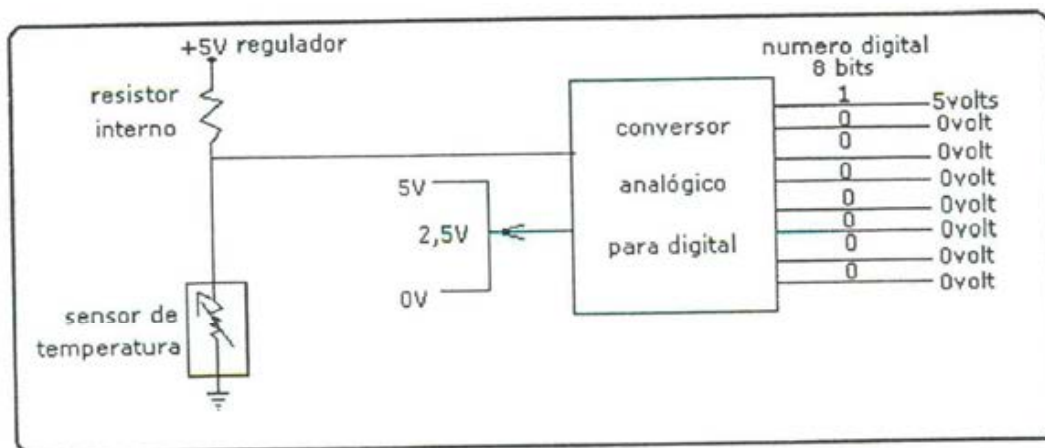 +5V regulador
resistor
interno
sensor de
temperatura
5V
2,5V
0V
conversor
analógico
para digital
numero digital
8 bits
1 5volts
0 0volt
0 0volt
0 0volt
0 0volt
0 0volt
0 0volt
0 0volt